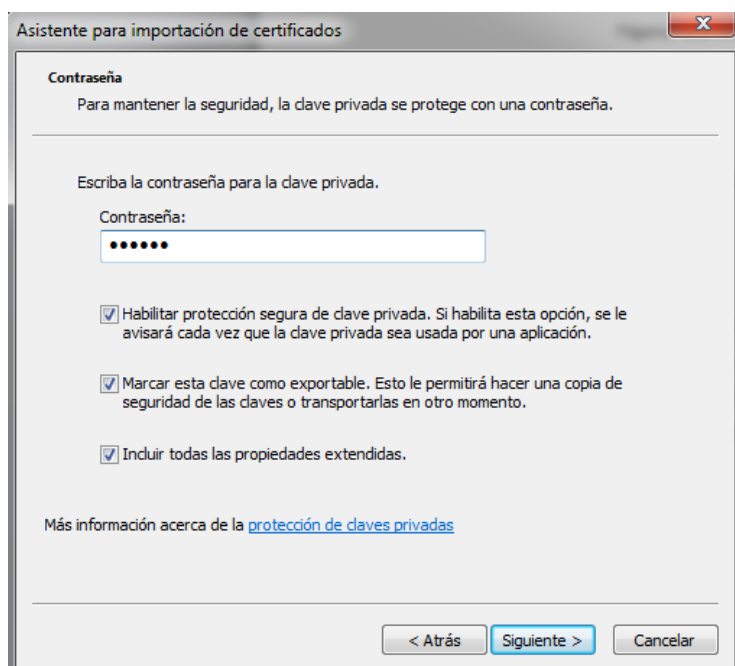 Asistente para importación de certificados
Contraseña
Para mantener la seguridad, la clave privada se protege con una contraseña.
Escriba la contraseña para la clave privada.
Contraseña:
••••••
Habilitar protección segura de clave privada. Si habilita esta opción, se le
avisará cada vez que la clave privada sea usada por una aplicación.
Marcar esta clave como exportable. Esto le permitirá hacer una copia de
seguridad de las claves o transportarlas en otro momento.
Incluir todas las propiedades extendidas.
Más información acerca de la protección de claves privadas
< Atrás Siguiente > Cancelar